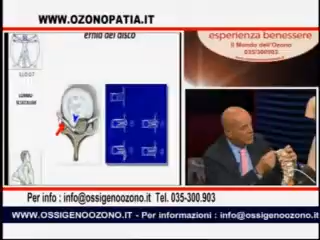 WWW.OZONOPATIA.IT
ernia del disco
esperienza benessere
Il Mondo dell'Ozono
035/300903
Per info : info@ossigenoozono.it Tel. 035-300.903
WWW.OSSIGENOOZONO.IT - Per informazioni : info@ossigenoozono.it